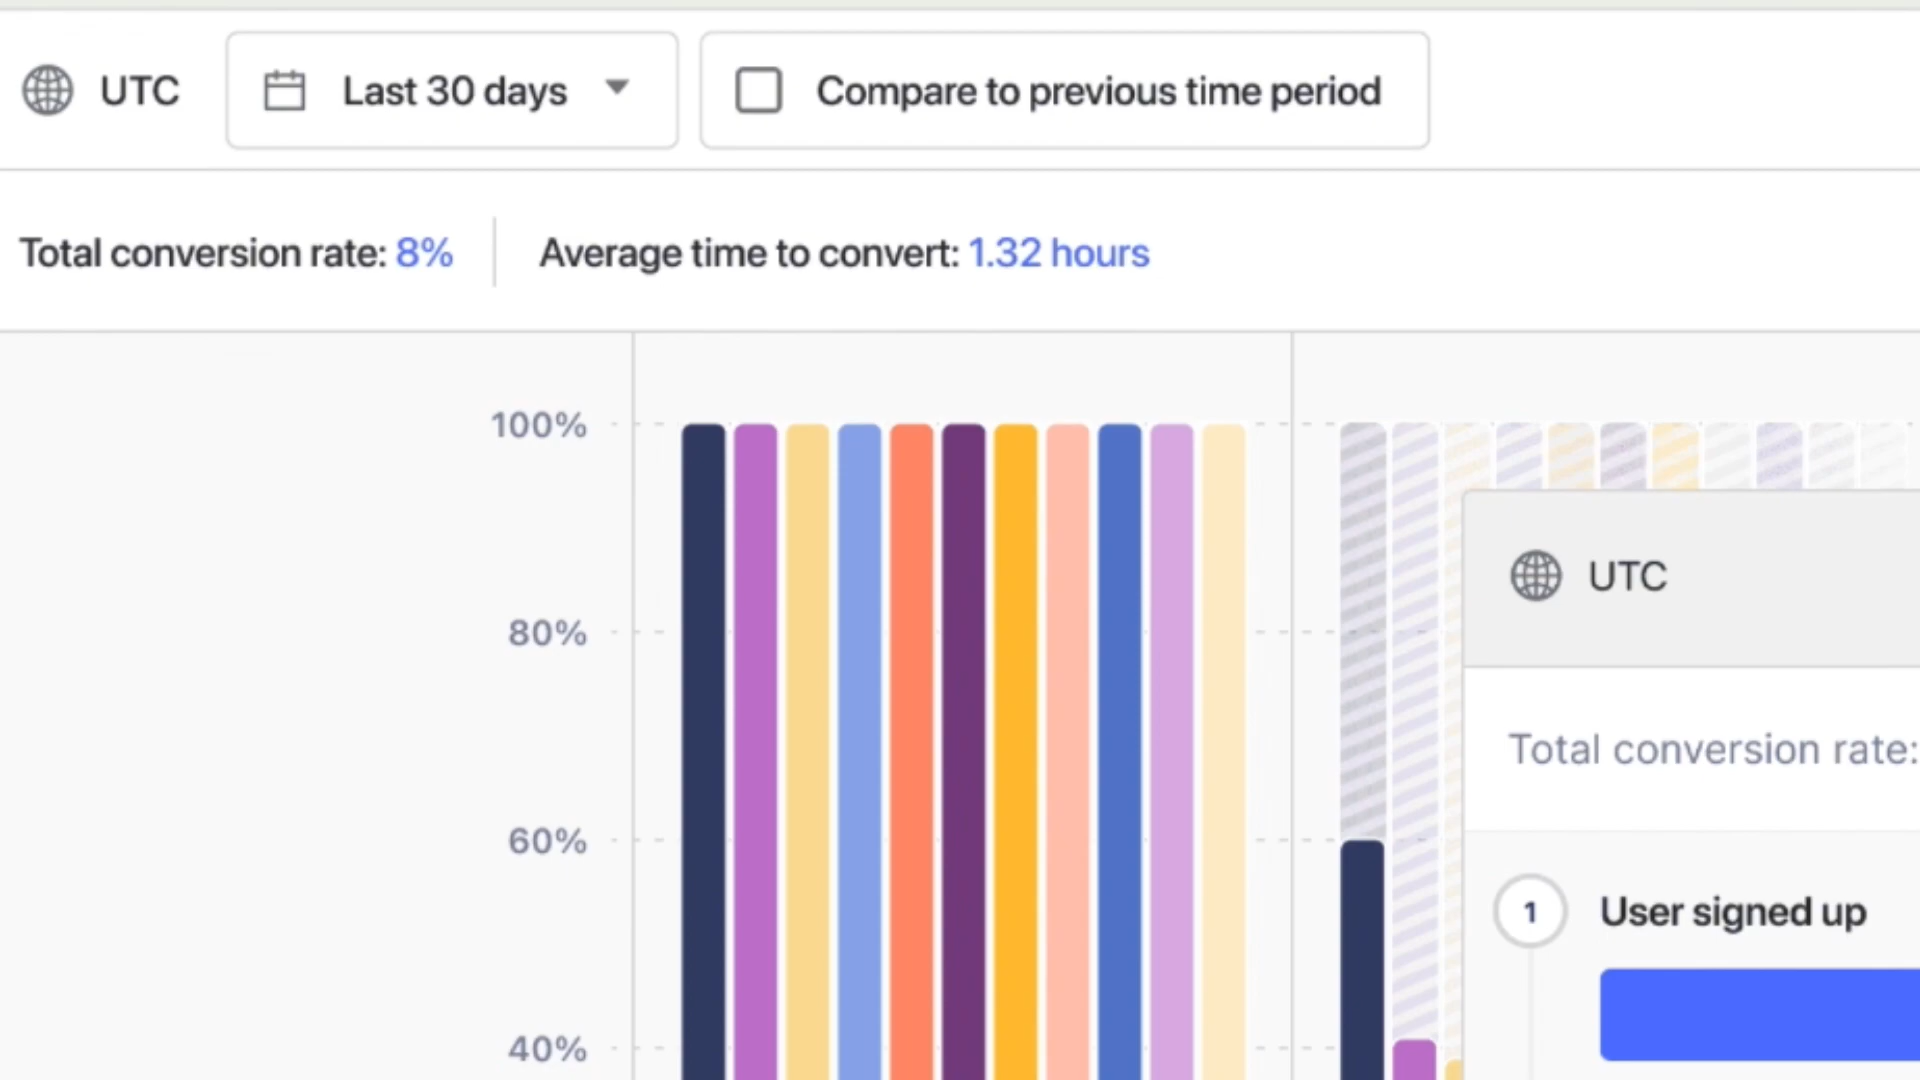 UTC
Last 30 days
Compare to previous time period
Total conversion rate: 8%
Average time to convert: 1.32 hours
100%
80%
60%
40%
UTC
Total conversion rate:
1
User signed up